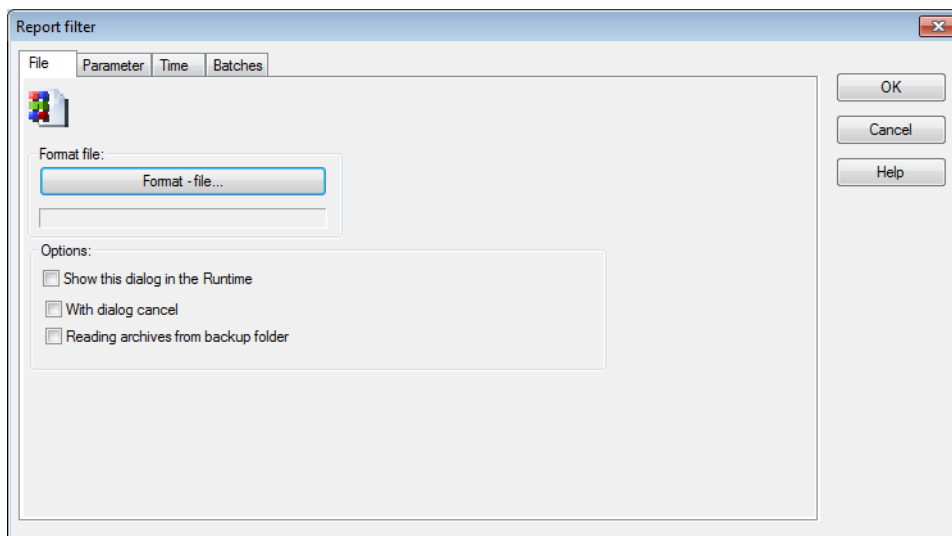 Report filter
File
Parameter
Time
Batches
OK
Cancel
Help
Format file:
Format - file...
Options:
Show this dialog in the Runtime
With dialog cancel
Reading archives from backup folder